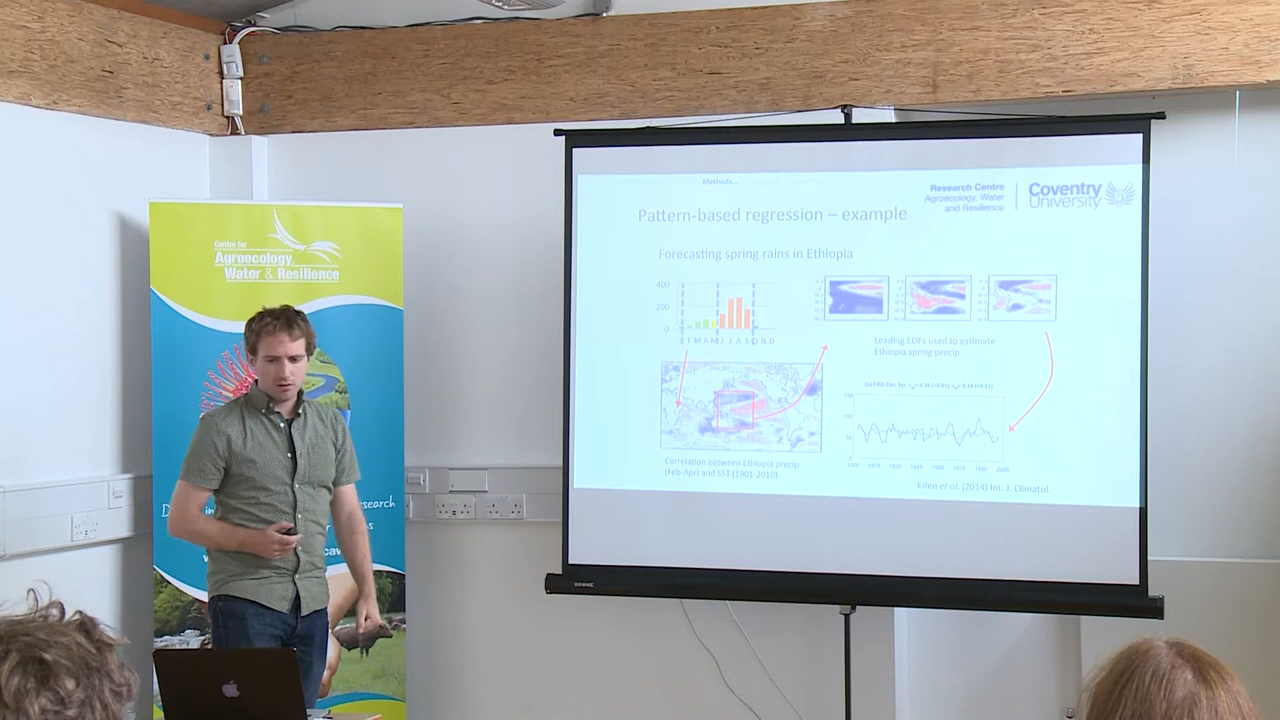 Centre for
Agroecology,
Water & Resilience
search
Methods...
Research Centre
Agroecology, Water
and Resilience
Coventry
University
Pattern-based regression – example
Forecasting spring rains in Ethiopia
400
200
0
J F M A M J J A S O N D
Leading EOFs used to estimate
Ethiopia spring precip.
Correlation between Ethiopia precip
(Feb-Apr) and SST (1901-2010).
Eden et al. (2014) Int. J. Climatol.